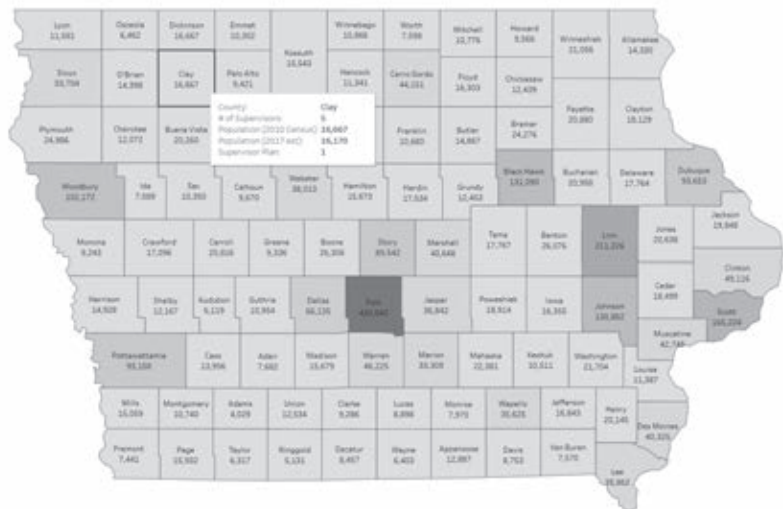 Lyon
11,581
Osceola
6,462
Dickinson
16,667
Emmet
10,302
Winnebago
10,866
Worth
7,598
Mitchell
10,776
Howard
9,566
Winneshiek
21,056
Allamakee
14,330
Kossuth
15,543
Sioux
33,704
O'Brien
14,398
Clay
16,667
Palo Alto
9,421
Hancock
11,341
Cerro Gordo
44,151
Floyd
16,303
Chickasaw
12,439
Fayette
20,880
Clayton
18,129
County: Clay
# of Supervisors: 5
Population (2010 Census): 16,667
Population (2017 est): 16,170
Supervisor Plan: 1
Plymouth
24,986
Cherokee
12,072
Buena Vista
20,260
Franklin
10,680
Butler
14,867
Bremer
24,276
Woodbury
102,172
Ida
7,089
Sac
10,350
Calhoun
9,670
Webster
38,013
Hamilton
15,673
Hardin
17,534
Grundy
12,453
Black Hawk
131,090
Buchanan
20,958
Delaware
17,764
Dubuque
93,653
Monona
9,243
Crawford
17,096
Carroll
20,816
Greene
9,336
Boone
26,306
Story
89,542
Marshall
40,648
Tama
17,767
Benton
26,076
Linn
211,226
Jones
20,638
Jackson
19,848
Clinton
49,116
Cedar
18,499
Harrison
14,928
Shelby
12,167
Audubon
6,119
Guthrie
10,954
Dallas
66,135
Polk
430,640
Jasper
36,842
Poweshiek
18,914
Iowa
16,355
Johnson
130,882
Scott
165,224
Muscatine
42,745
Pottawattamie
93,158
Cass
13,956
Adair
7,682
Madison
15,679
Warren
46,225
Marion
33,309
Mahaska
22,381
Keokuk
10,511
Washington
21,704
Louisa
11,387
Mills
15,059
Montgomery
10,740
Adams
4,029
Union
12,534
Clarke
9,286
Lucas
8,898
Monroe
7,970
Wapello
35,625
Jefferson
16,843
Henry
20,145
Des Moines
40,325
Fremont
7,441
Page
15,932
Taylor
6,317
Ringgold
5,131
Decatur
8,457
Wayne
6,403
Appanoose
12,887
Davis
8,753
Van Buren
7,570
Lee
35,862